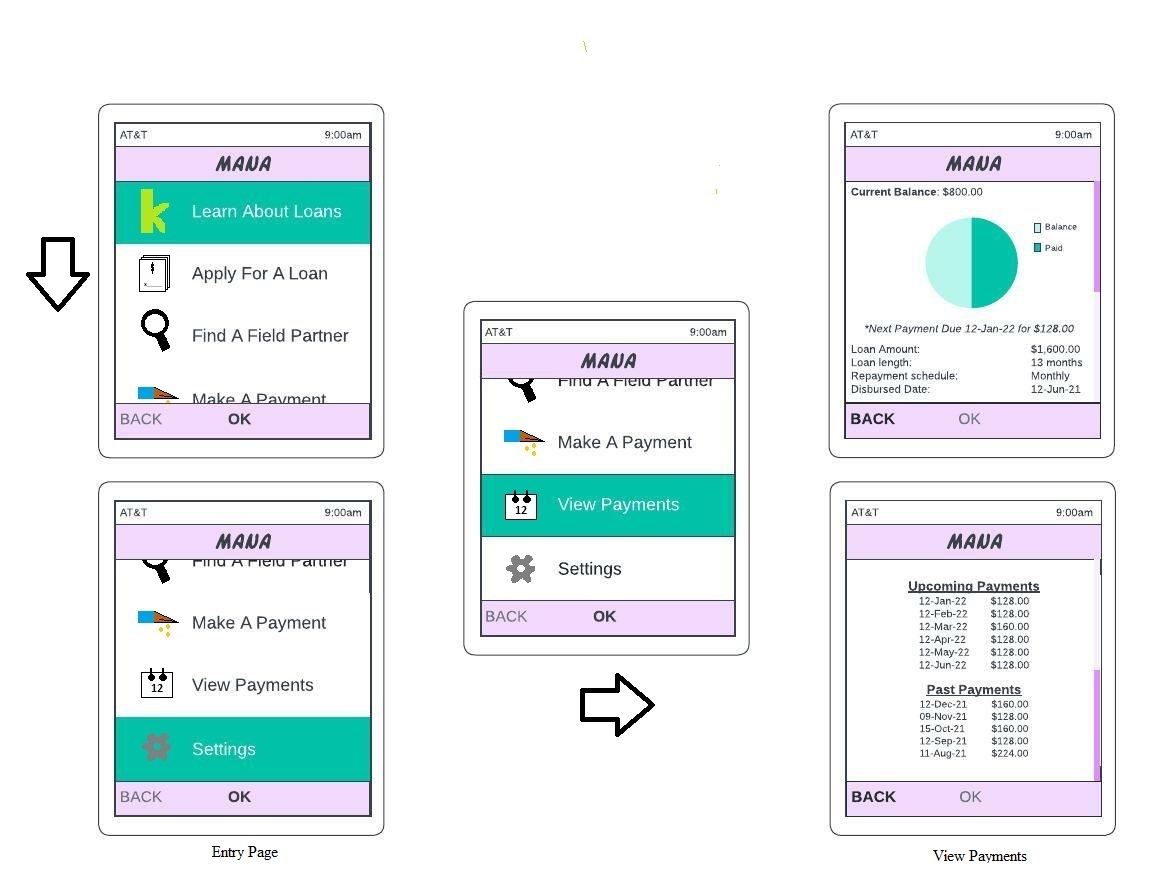 AT&T 9:00am
MANA
k
Learn About Loans
$
x
Apply For A Loan
Find A Field Partner
Make A Payment
BACK OK
AT&T 9:00am
MANA
Find A Field Partner
Make A Payment
12
View Payments
Settings
BACK OK
Entry Page
AT&T 9:00am
MANA
Find A Field Partner
Make A Payment
12
View Payments
Settings
BACK OK
AT&T 9:00am
MANA
Current Balance: $800.00
Balance
Paid
*Next Payment Due 12-Jan-22 for $128.00
Loan Amount: $1,600.00
Loan length: 13 months
Repayment schedule: Monthly
Disbursed Date: 12-Jun-21
BACK OK
AT&T 9:00am
MANA
Upcoming Payments
12-Jan-22 $128.00
12-Feb-22 $128.00
12-Mar-22 $160.00
12-Apr-22 $128.00
12-May-22 $128.00
12-Jun-22 $128.00
Past Payments
12-Dec-21 $160.00
09-Nov-21 $128.00
15-Oct-21 $160.00
12-Sep-21 $128.00
11-Aug-21 $224.00
BACK OK
View Payments